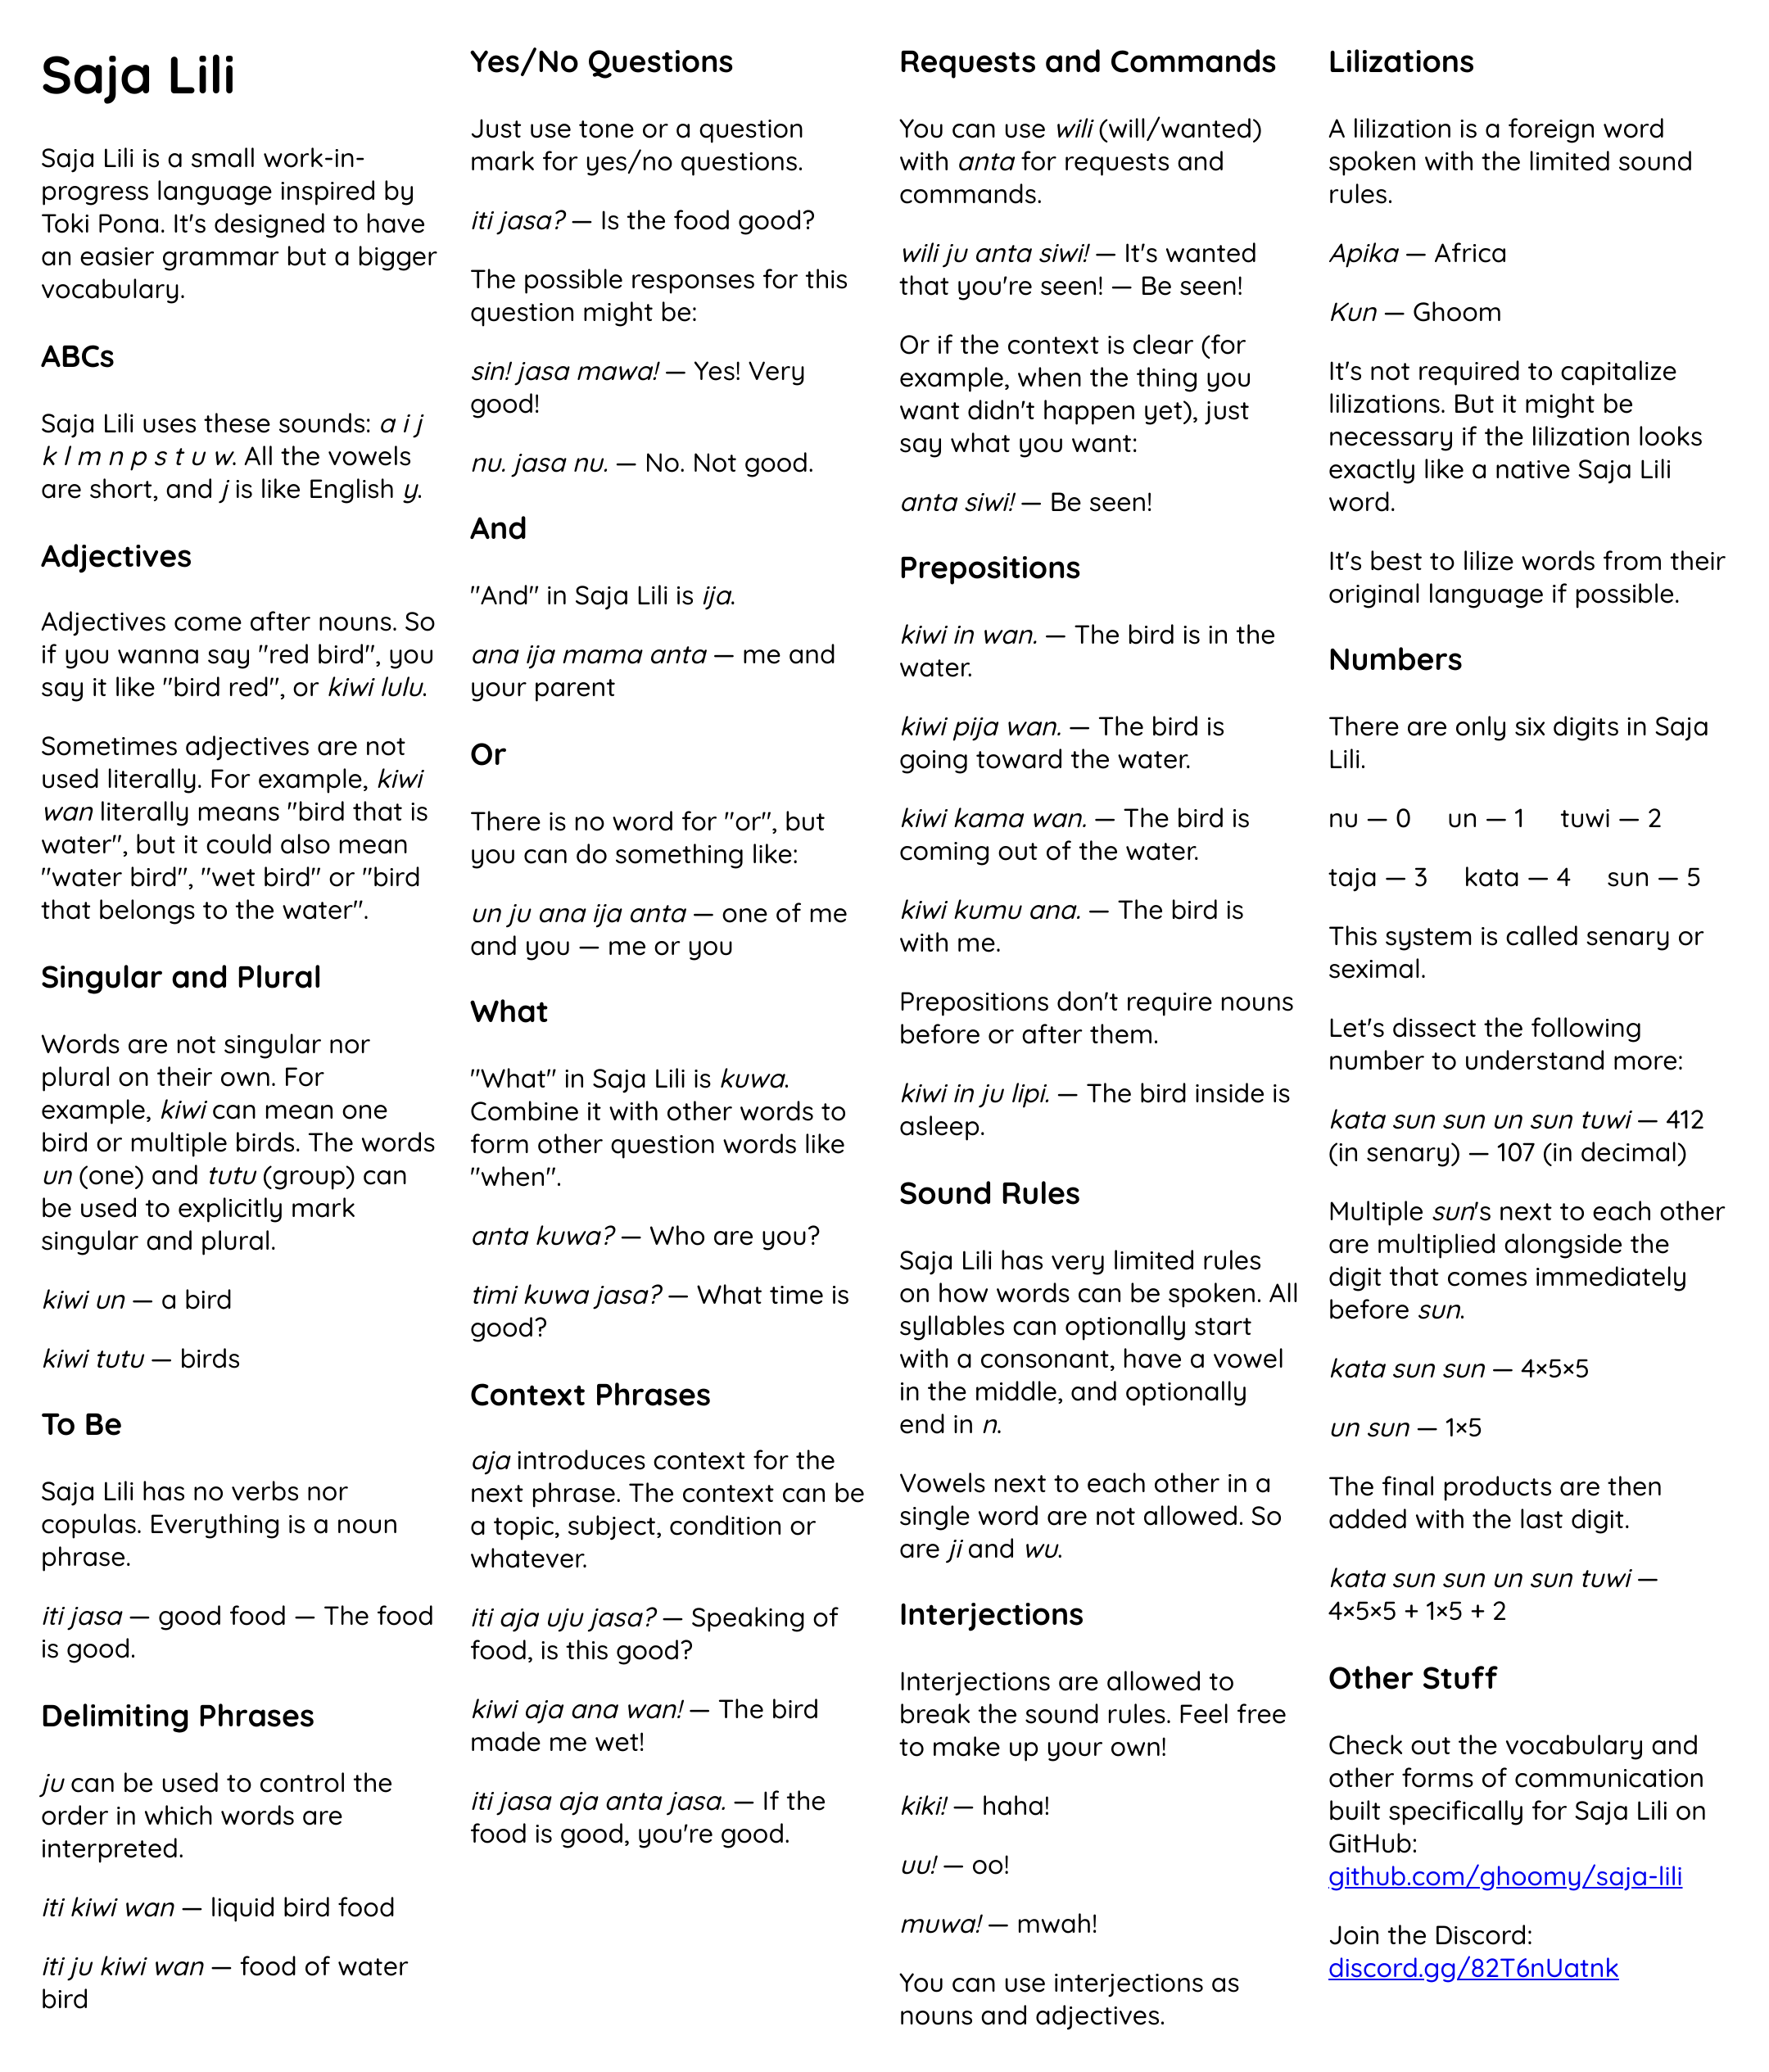 Saja Lili
Saja Lili is a small work-in-
progress language inspired by
Toki Pona. It's designed to have
an easier grammar but a bigger
vocabulary.
ABCs
Saja Lili uses these sounds: a i j
k l m n p s t u w. All the vowels
are short, and j is like English y.
Adjectives
Adjectives come after nouns. So
if you wanna say "red bird", you
say it like "bird red", or kiwi lulu.
Sometimes adjectives are not
used literally. For example, kiwi
wan literally means "bird that is
water", but it could also mean
"water bird", "wet bird" or "bird
that belongs to the water".
Singular and Plural
Words are not singular nor
plural on their own. For
example, kiwi can mean one
bird or multiple birds. The words
un (one) and tutu (group) can
be used to explicitly mark
singular and plural.
kiwi un — a bird
kiwi tutu — birds
To Be
Saja Lili has no verbs nor
copulas. Everything is a noun
phrase.
iti jasa — good food — The food
is good.
Delimiting Phrases
ju can be used to control the
order in which words are
interpreted.
iti kiwi wan — liquid bird food
iti ju kiwi wan — food of water
bird
Yes/No Questions
Just use tone or a question
mark for yes/no questions.
iti jasa? — Is the food good?
The possible responses for this
question might be:
sin! jasa mawa! — Yes! Very
good!
nu. jasa nu. — No. Not good.
And
"And" in Saja Lili is ija.
ana ija mama anta — me and
your parent
Or
There is no word for "or", but
you can do something like:
un ju ana ija anta — one of me
and you — me or you
What
"What" in Saja Lili is kuwa.
Combine it with other words to
form other question words like
"when".
anta kuwa? — Who are you?
timi kuwa jasa? — What time is
good?
Context Phrases
aja introduces context for the
next phrase. The context can be
a topic, subject, condition or
whatever.
iti aja uju jasa? — Speaking of
food, is this good?
kiwi aja ana wan! — The bird
made me wet!
iti jasa aja anta jasa. — If the
food is good, you're good.
Requests and Commands
You can use wili (will/wanted)
with anta for requests and
commands.
wili ju anta siwi! — It's wanted
that you're seen! — Be seen!
Or if the context is clear (for
example, when the thing you
want didn't happen yet), just
say what you want:
anta siwi! — Be seen!
Prepositions
kiwi in wan. — The bird is in the
water.
kiwi pija wan. — The bird is
going toward the water.
kiwi kama wan. — The bird is
coming out of the water.
kiwi kumu ana. — The bird is
with me.
Prepositions don't require nouns
before or after them.
kiwi in ju lipi. — The bird inside is
asleep.
Sound Rules
Saja Lili has very limited rules
on how words can be spoken. All
syllables can optionally start
with a consonant, have a vowel
in the middle, and optionally
end in n.
Vowels next to each other in a
single word are not allowed. So
are ji and wu.
Interjections
Interjections are allowed to
break the sound rules. Feel free
to make up your own!
kiki! — haha!
uu! — oo!
muwa! — mwah!
You can use interjections as
nouns and adjectives.
Lilizations
A lilization is a foreign word
spoken with the limited sound
rules.
Apika — Africa
Kun — Ghoom
It's not required to capitalize
lilizations. But it might be
necessary if the lilization looks
exactly like a native Saja Lili
word.
It's best to lilize words from their
original language if possible.
Numbers
There are only six digits in Saja
Lili.
nu — 0 un — 1 tuwi — 2
taja — 3 kata — 4 sun — 5
This system is called senary or
seximal.
Let's dissect the following
number to understand more:
kata sun sun un sun tuwi — 412
(in senary) — 107 (in decimal)
Multiple sun's next to each other
are multiplied alongside the
digit that comes immediately
before sun.
kata sun sun — 4×5×5
un sun — 1×5
The final products are then
added with the last digit.
kata sun sun un sun tuwi —
4×5×5 + 1×5 + 2
Other Stuff
Check out the vocabulary and
other forms of communication
built specifically for Saja Lili on
GitHub:
github.com/ghoomy/saja-lili
Join the Discord:
discord.gg/82T6nUatnk